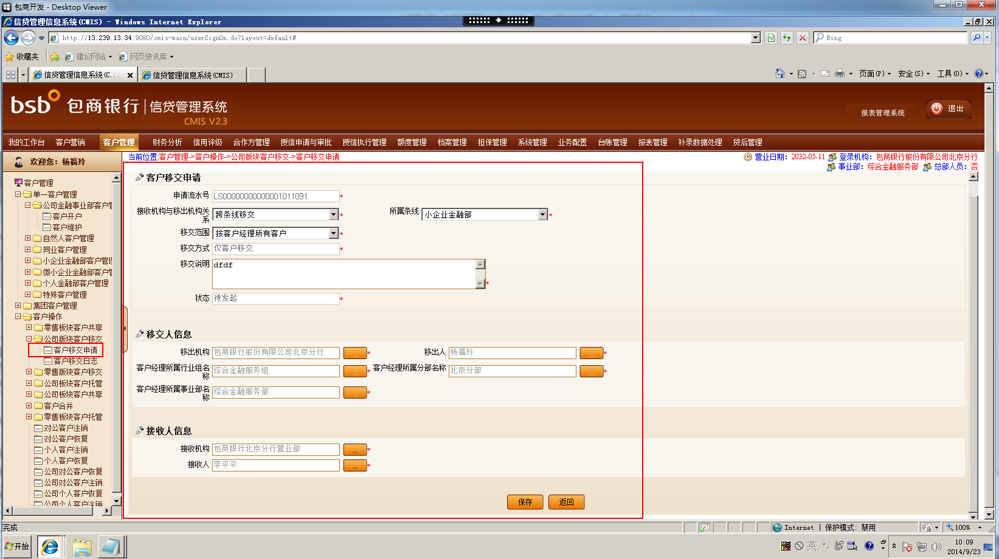 包商开发 - Desktop Viewer
信贷管理信息系统(CMIS) - Windows Internet Explorer
http://13.239.13.34:9080/cmis-main/userSignOn.do?layout=default#
Bing
收藏夹 建议网站 网页快讯库
信贷管理信息系统(C... 信贷管理信息系统(CMIS)
页面(P) 安全(S) 工具(O)
bsb 包商银行 信贷管理系统
CMIS V2.3
报表管理系统 退出
我的工作台 客户营销 客户管理 财务分析 信用评级 合作方管理 授信申请与审批 授信执行管理 额度管理 档案管理 担保管理 系统管理 业务配置 台账管理 报表管理 补录数据处理 贷后管理
欢迎您: 杨福玲
当前位置:客户管理->客户操作->公司版块客户移交->客户移交申请
营业日期: 2032-05-11 登录机构: 包商银行股份有限公司北京分行
事业部: 综合金融服务部 总部人员: 否
客户管理
单一客户管理
公司金融事业部客户管
客户开户
客户维护
自然人客户管理
同业客户管理
小企业金融部客户管理
微小企业金融部客户管
个人金融部客户管理
特殊客户管理
集团客户管理
客户操作
零售板块客户共享
公司版块客户移交
客户移交申请
客户移交日志
零售版块客户移交
公司板块客户托管
公司板块客户共享
客户合并
零售板块客户托管
对公客户注销
对公客户恢复
个人客户注销
个人客户恢复
公司对公客户恢复
公司对公客户注销
公司个人客户恢复
公司个人客户注销
客户移交申请
申请流水号 LS00000000000001011091 *
接收机构与移出机构关系 跨条线移交 * 所属条线 小企业金融部 *
移交范围 按客户经理所有客户 *
移交方式 仅客户移交 *
移交说明 dfdf *
状态 待发起 *
移交人信息
移出机构 包商银行股份有限公司北京分行 ... * 移出人 杨福玲 ... *
客户经理所属行业组名称 综合金融服务组 ... * 客户经理所属分部名称 北京分部 ... *
客户经理所属事业部名称 综合金融服务部 ... *
接收人信息
接收机构 包商银行北京分行营业部 ... *
接收人 李平平 ... *
保存 返回
完成 Internet | 保护模式: 禁用 100%
开始 英 10:09
2014/9/23